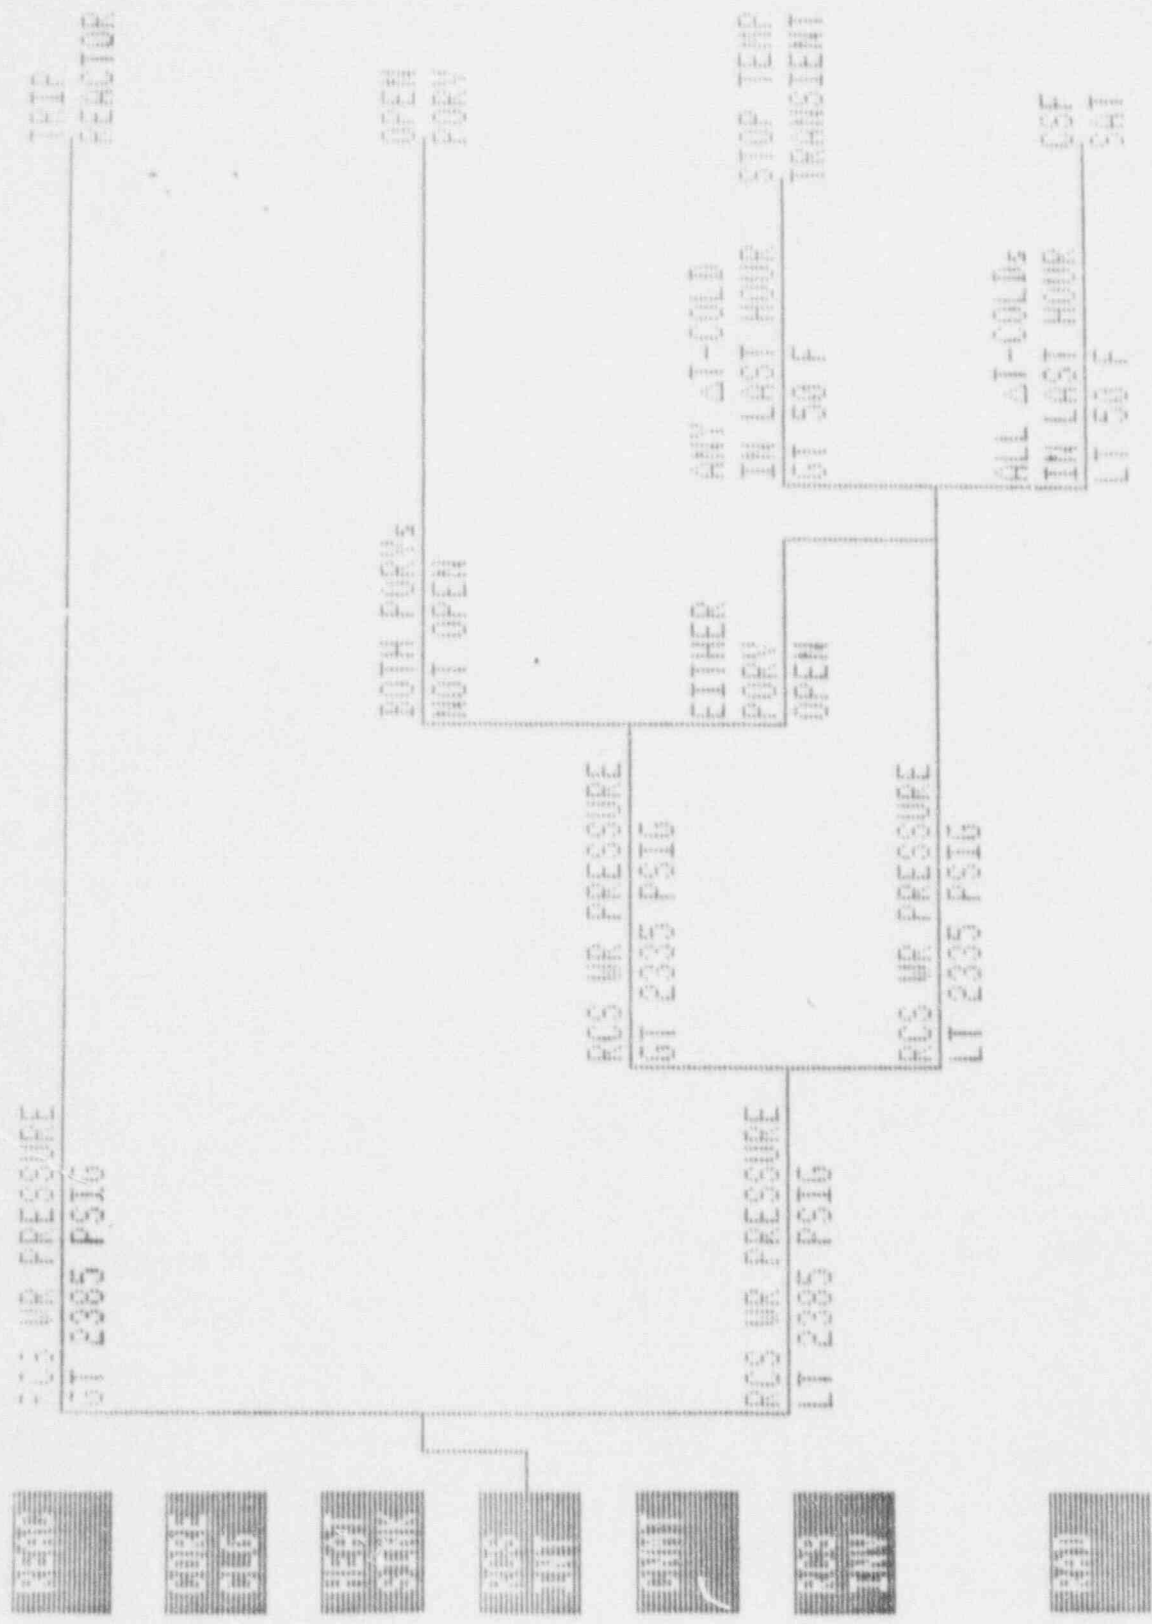 REAC
CORE
CLG
HEAT
SINK
RCS
INT
CNMT
RCS
INV
RAD
RCS WR PRESSURE
GT 2385 PSIG
TRIP
REACTOR
RCS WR PRESSURE
LT 2385 PSIG
RCS WR PRESSURE
GT 2335 PSIG
BOTH PORVs
NOT OPEN
OPEN
PORV
EITHER
PORV
OPEN
RCS WR PRESSURE
LT 2335 PSIG
ANY ΔT-COLD
IN LAST HOUR
GT 50 F
STOP TEMP
TRANSIENT
ALL ΔT-COLDs
IN LAST HOUR
LT 50 F
CSF
SAT